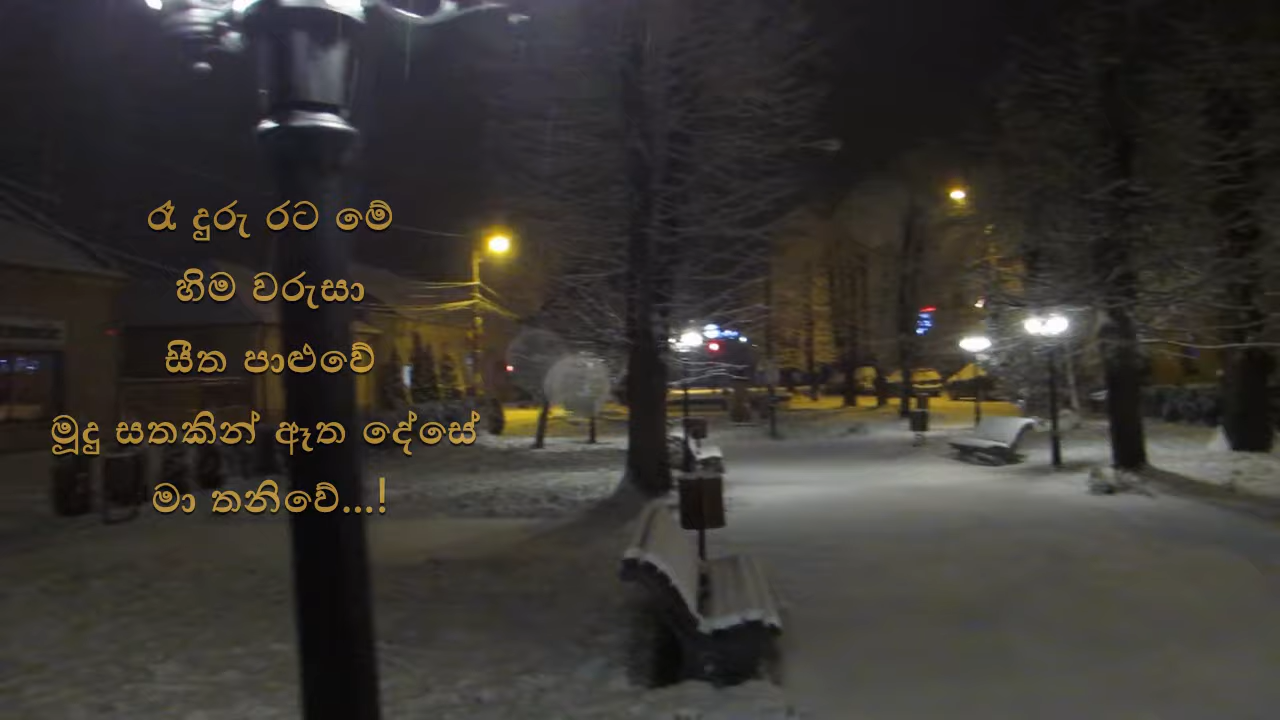 රෑ දුරු රට මේ
හිම වරුසා
සීත පාළුවේ
මූදු සතකින් ඈත දේසේ
මා තනිවේ...!